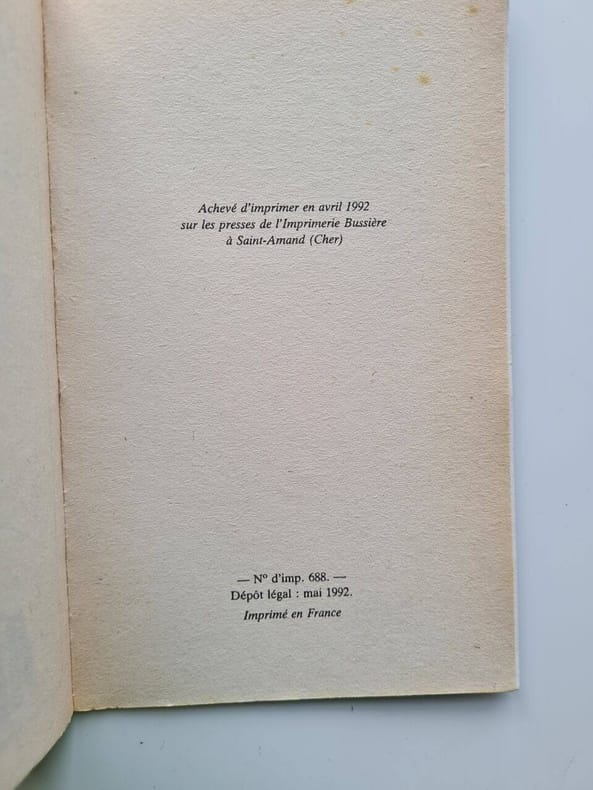 Achevé d'imprimer en avril 1992
sur les presses de l'Imprimerie Bussière
à Saint-Amand (Cher)
— Nº d'imp. 688. —
Dépôt légal : mai 1992.
Imprimé en France